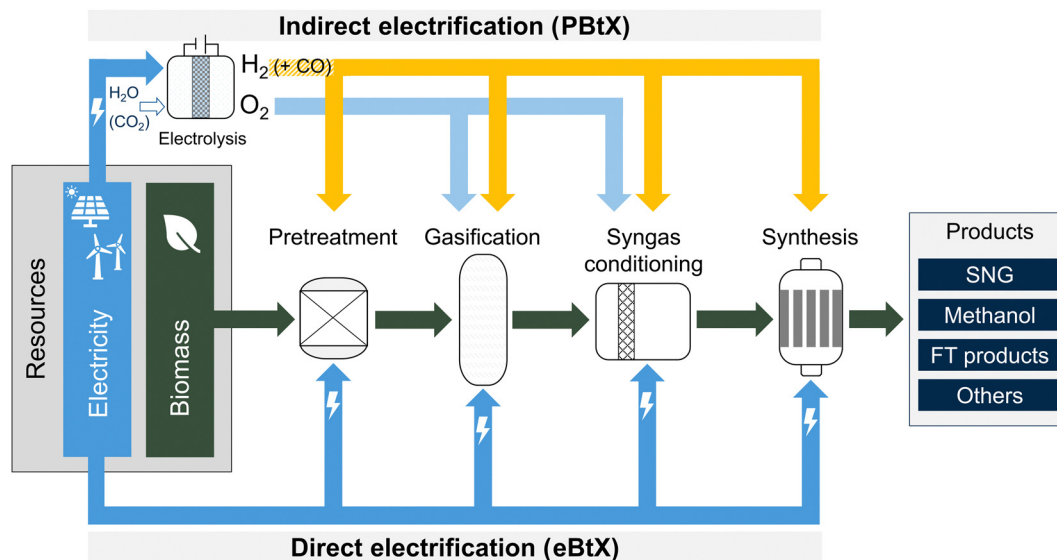 Indirect electrification (PBtX)
H₂ (+ CO)
H₂O
(CO₂)
O₂
Electrolysis
Resources
Electricity
Biomass
Pretreatment
Gasification
Syngas
conditioning
Synthesis
Products
SNG
Methanol
FT products
Others
Direct electrification (eBtX)